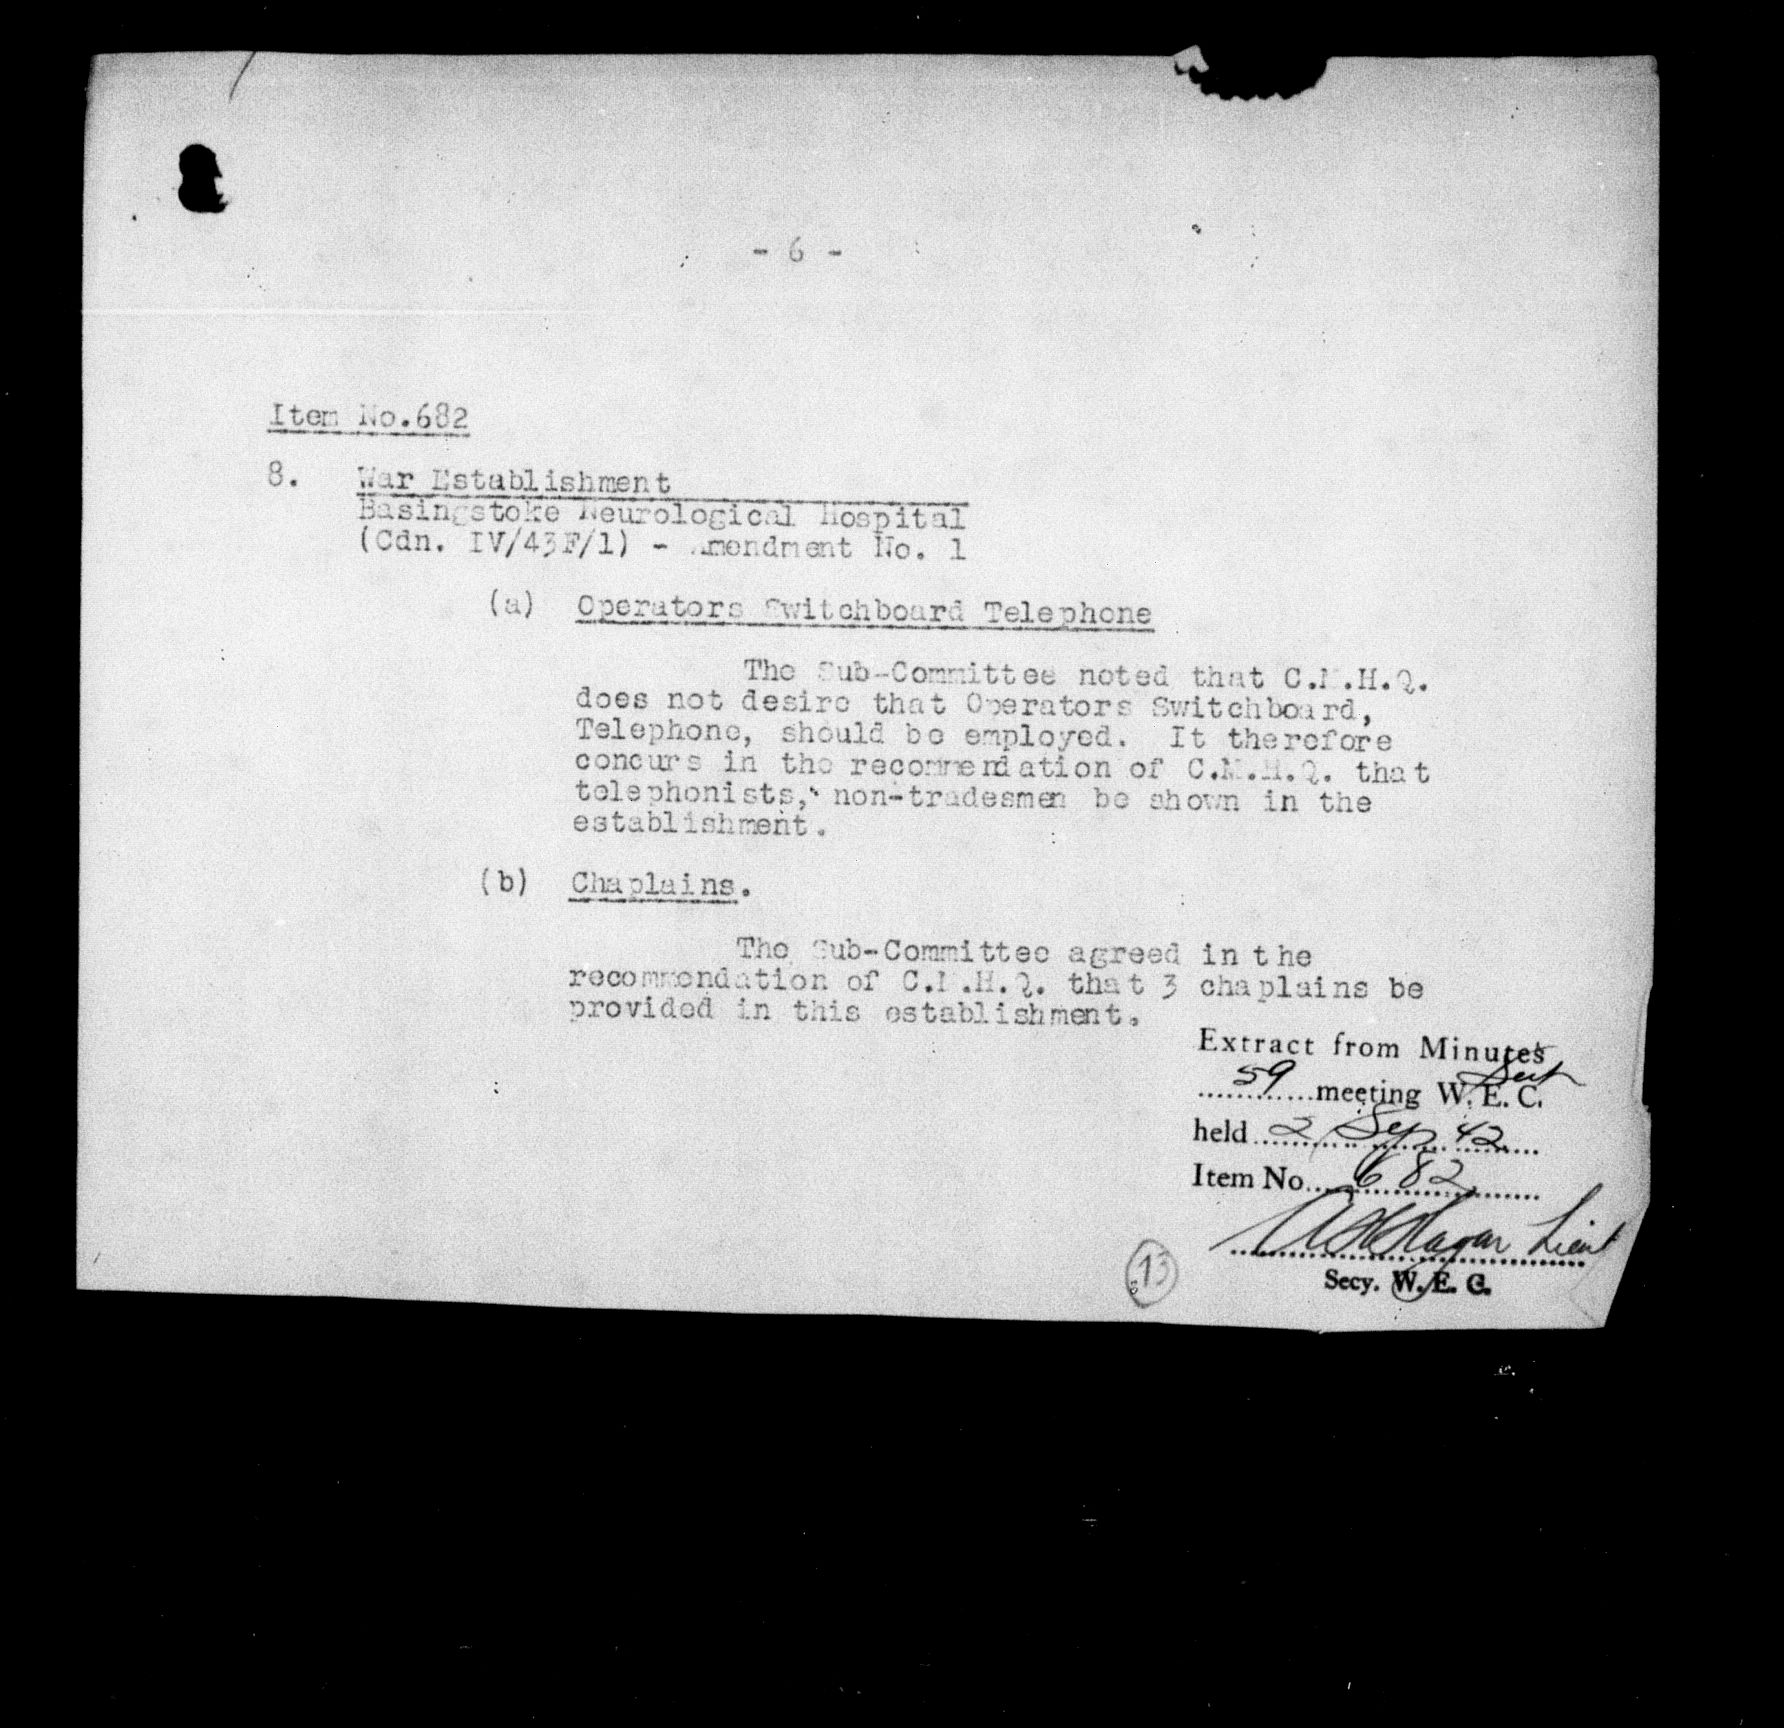 - 6 -
Item No.682
8. War Establishment
Basingstoke Neurological Hospital
(Cdn. IV/43F/1) - Amendment No. 1
(a) Operators Switchboard Telephone
The Sub-Committee noted that C.M.H.Q.
does not desire that Operators Switchboard,
Telephone, should be employed. It therefore
concurs in the recommendation of C.M.H.Q. that
telephonists, non-tradesmen be shown in the
establishment.
(b) Chaplains.
The Sub-Committee agreed in the
recommendation of C.M.H.Q. that 3 chaplains be
provided in this establishment.
Extract from Minutes
59 meeting W. E. C.
held 2 Sep 42
Item No. 682
Lieut
Secy. W. E. C.
13